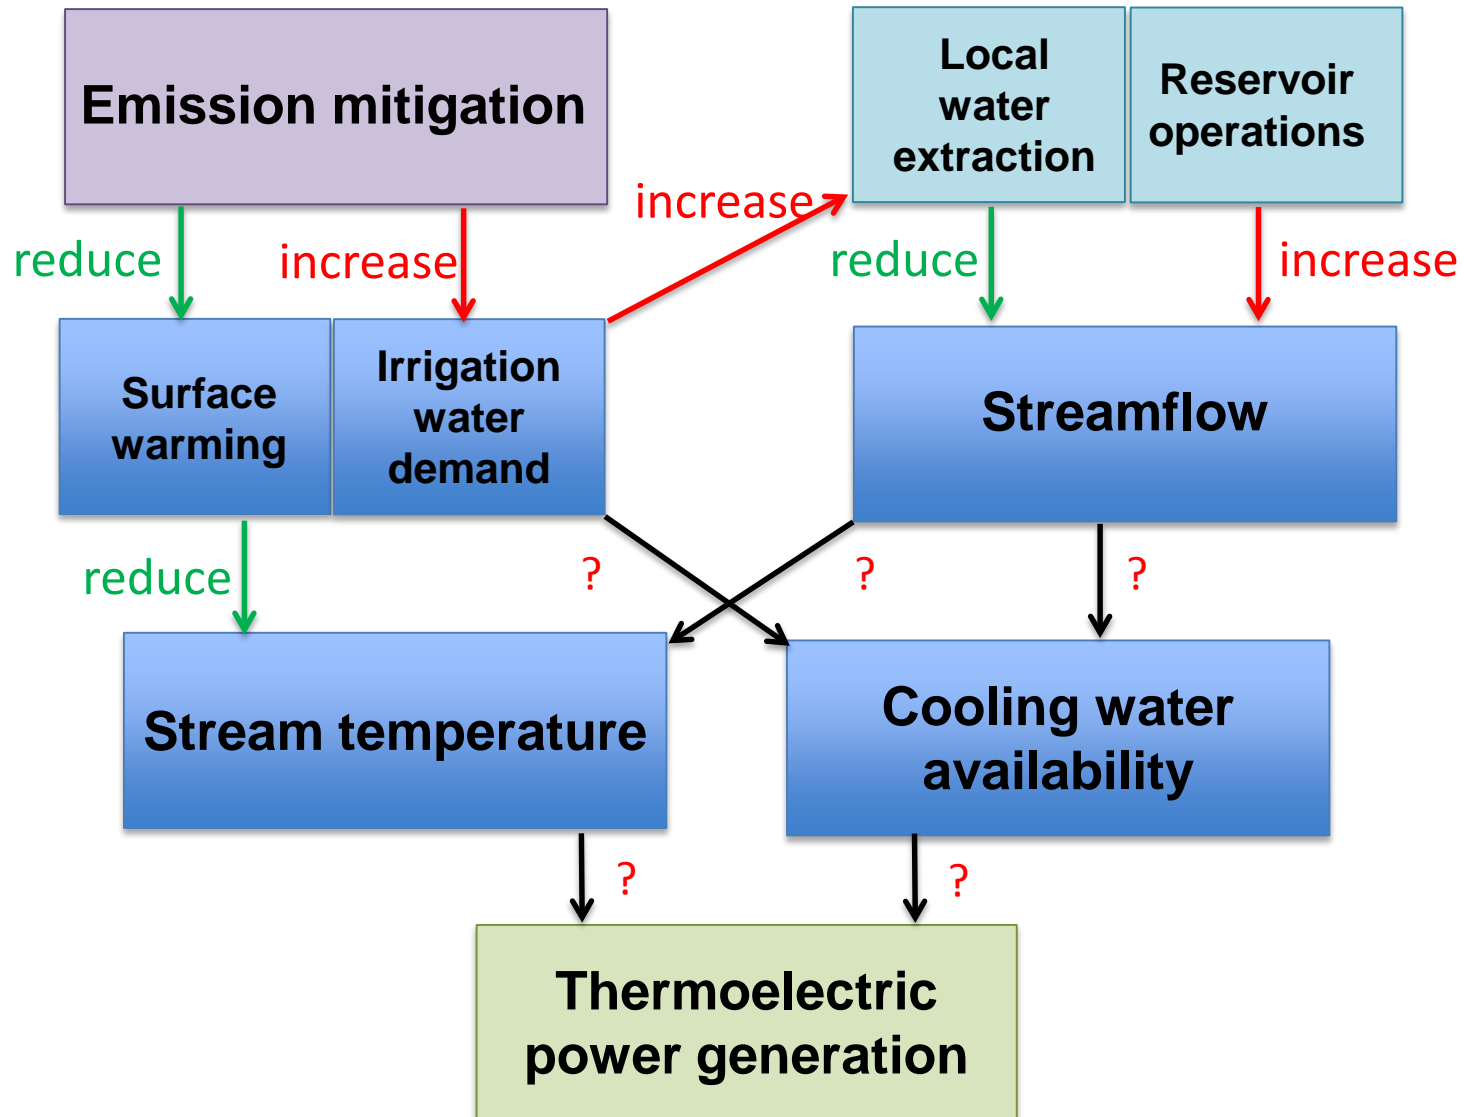 Emission mitigation
Local
water
extraction
Reservoir
operations
reduce
increase
increase
reduce
increase
Surface
warming
Irrigation
water
demand
Streamflow
reduce
?
?
?
Stream temperature
Cooling water
availability
?
?
Thermoelectric
power generation